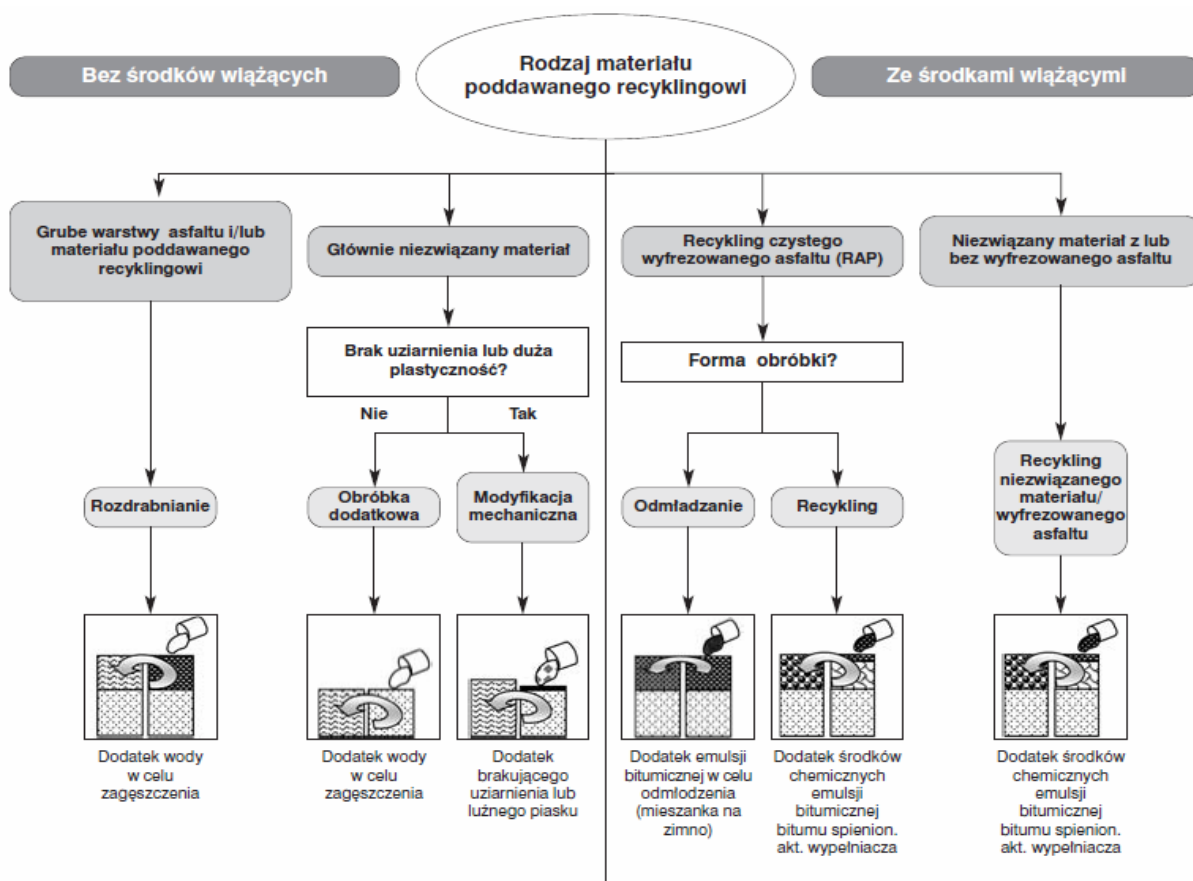 Bez środków wiążących
Rodzaj materiału
poddawanego recyklingowi
Ze środkami wiążącymi
Grube warstwy asfaltu i/lub
materiału poddawanego
recyklingowi
Głównie niezwiązany materiał
Recykling czystego
wyfrezowanego asfaltu (RAP)
Niezwiązany materiał z lub
bez wyfrezowanego asfaltu
Brak uziarnienia lub duża
plastyczność?
Forma obróbki?
Nie
Tak
Rozdrabnianie
Obróbka
dodatkowa
Modyfikacja
mechaniczna
Odmładzanie
Recykling
Recykling
niezwiązanego
materiału/
wyfrezowanego
asfaltu
Dodatek wody
w celu
zagęszczenia
Dodatek wody
w celu
zagęszczenia
Dodatek
brakującego
uziarnienia lub
luźnego piasku
Dodatek emulsji
bitumicznej w celu
odmłodzenia
(mieszanka na
zimno)
Dodatek środków
chemicznych
emulsji
bitumicznej
bitumu spienion.
akt. wypełniacza
Dodatek środków
chemicznych
emulsji
bitumicznej
bitumu spienion.
akt. wypełniacza